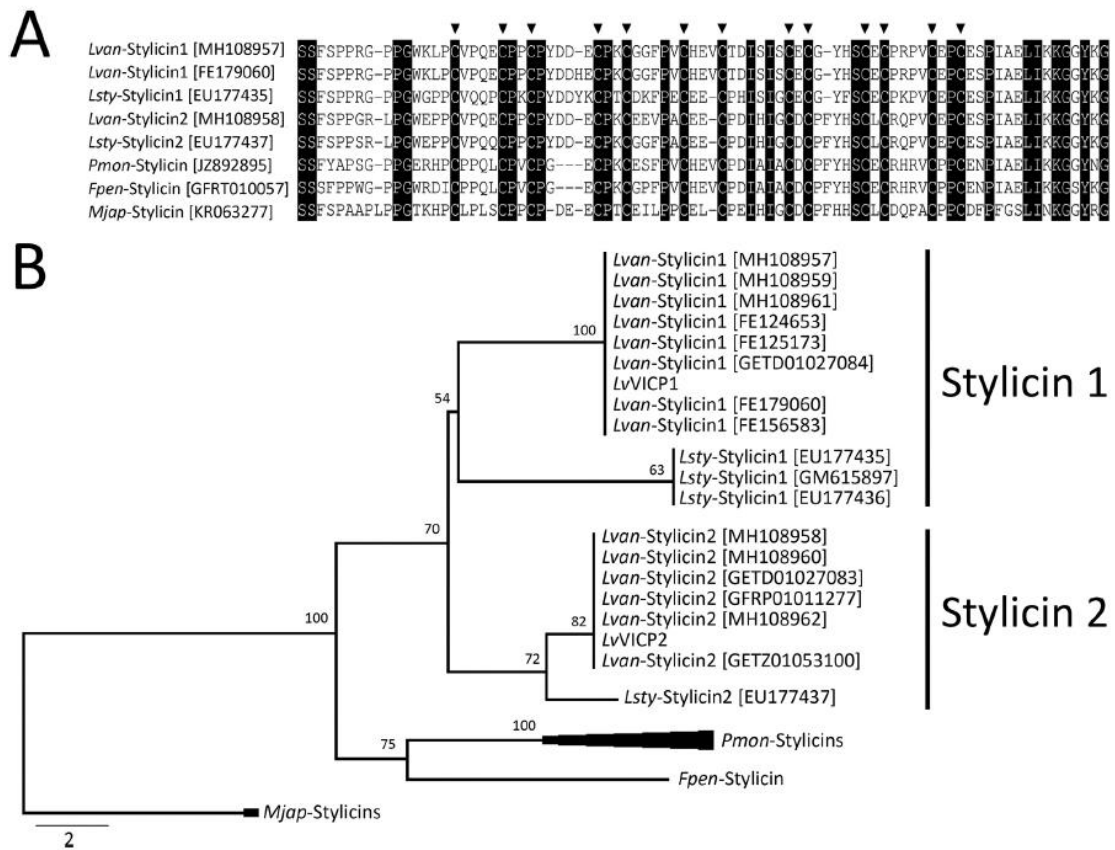 A
Lvan-Stylicin1 [MH108957] SSFSPPRG-PPGWKLPCVPQECPPCPYDD-ECPKCGGFPVCHEVCTDISISCECG-YHSCECPRPVCEPCESPIAELIKKGGYKG
Lvan-Stylicin1 [FE179060] SSFSPPRG-PPGWKLPCVPQECPPCPYDDHECPKCGGFPVCHEVCTDISISCECG-YHSCECPRPVCEPCESPIAELIKKGGYKG
Lsty-Stylicin1 [EU177435] SSFSPPRG-PPGWGPPCVQQPCPKCPYDDYKCPTCDKFPECEE-CPHISIGCECG-YFSCECPKPVCEPCESPIAELIKKGGYKG
Lvan-Stylicin2 [MH108958] SSFSPPGR-LPGWEPPCVPQECPPCPYDD-ECPKCEEVPACEE-CPDIHIGCDCPFYHSCLCRQPVCEPCESPIAELIKKGGYKG
Lsty-Stylicin2 [EU177437] SSFSPPSR-LPGWEPPCVPQECPPCPYDD-ECPKCEEVPACEE-CPDIHIGCDCPFYHSCLCRQPVCEPCESPIAELIKKGGYKG
Pmon-Stylicin [JZ892895] SSFYAPSG-PPGERHPCPPQLCPVCPG---ECPKCESFPVCHEVCPDIAIACDCPFYHSCDCRHRVCPPCENPIAELIKKGGYKG
Fpen-Stylicin [GFRT010057] SSSFPPWG-PPGWRDICPPQLCPVCPG---ECPKCGPFPVCHEVCPDIAIACDCPFYHSCECRHRVCPPCENPIAELIKKGSYKG
Mjap-Stylicin [KR063277] SSFSPAAPLPPGTKHPCLPLSCPPCP-DE-ECPTCEILPPCEL-CPEIHIGCDCPFHHSCLCDQPACPPCDFPFGSLINKGGYRG
B
Lvan-Stylicin1 [MH108957]
Lvan-Stylicin1 [MH108959]
Lvan-Stylicin1 [MH108961]
Lvan-Stylicin1 [FE124653]
100
Lvan-Stylicin1 [FE125173]
Lvan-Stylicin1 [GETD01027084]
LvVICP1
Stylicin 1
54
Lvan-Stylicin1 [FE179060]
Lvan-Stylicin1 [FE156583]
Lsty-Stylicin1 [EU177435]
63
Lsty-Stylicin1 [GM615897]
Lsty-Stylicin1 [EU177436]
70
Lvan-Stylicin2 [MH108958]
Lvan-Stylicin2 [MH108960]
Lvan-Stylicin2 [GETD01027083]
Lvan-Stylicin2 [GFRP01011277]
Stylicin 2
100
82
Lvan-Stylicin2 [MH108962]
LvVICP2
72
Lvan-Stylicin2 [GETZ01053100]
Lsty-Stylicin2 [EU177437]
100
Pmon-Stylicins
75
Fpen-Stylicin
Mjap-Stylicins
2